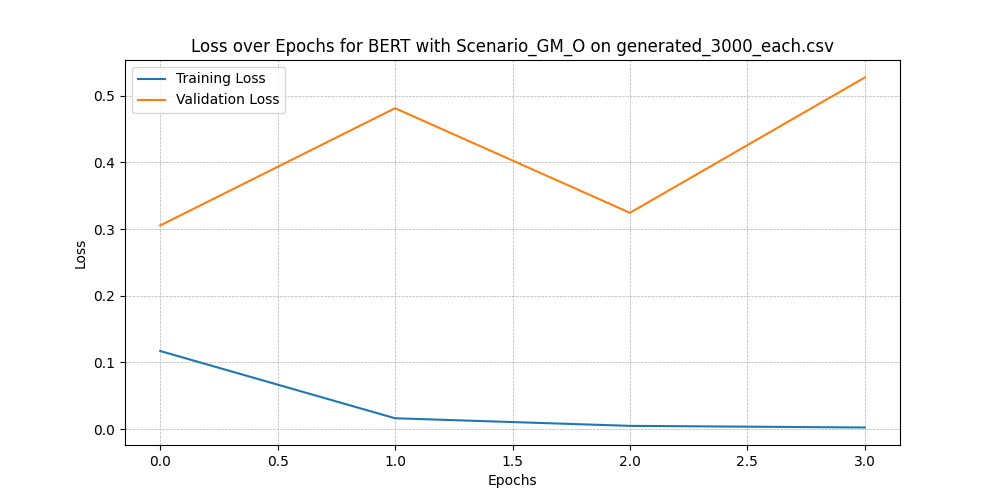 Loss over Epochs for BERT with Scenario_GM_O on generated_3000_each.csv
Training Loss
Validation Loss
0.5
0.4
0.3
0.2
0.1
0.0
Loss
0.0 0.5 1.0 1.5 2.0 2.5 3.0
Epochs